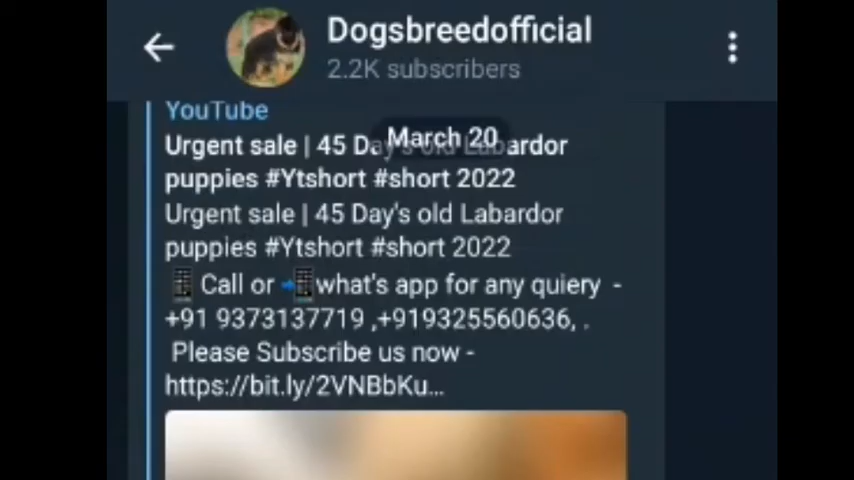 Dogsbreedofficial
2.2K subscribers
YouTube
March 20
Urgent sale | 45 Day's old Labardor
puppies #Ytshort #short 2022
Urgent sale | 45 Day's old Labardor
puppies #Ytshort #short 2022
📱 Call or 📲what's app for any quiery -
+91 9373137719 ,+919325560636, .
Please Subscribe us now -
https://bit.ly/2VNBbKu...